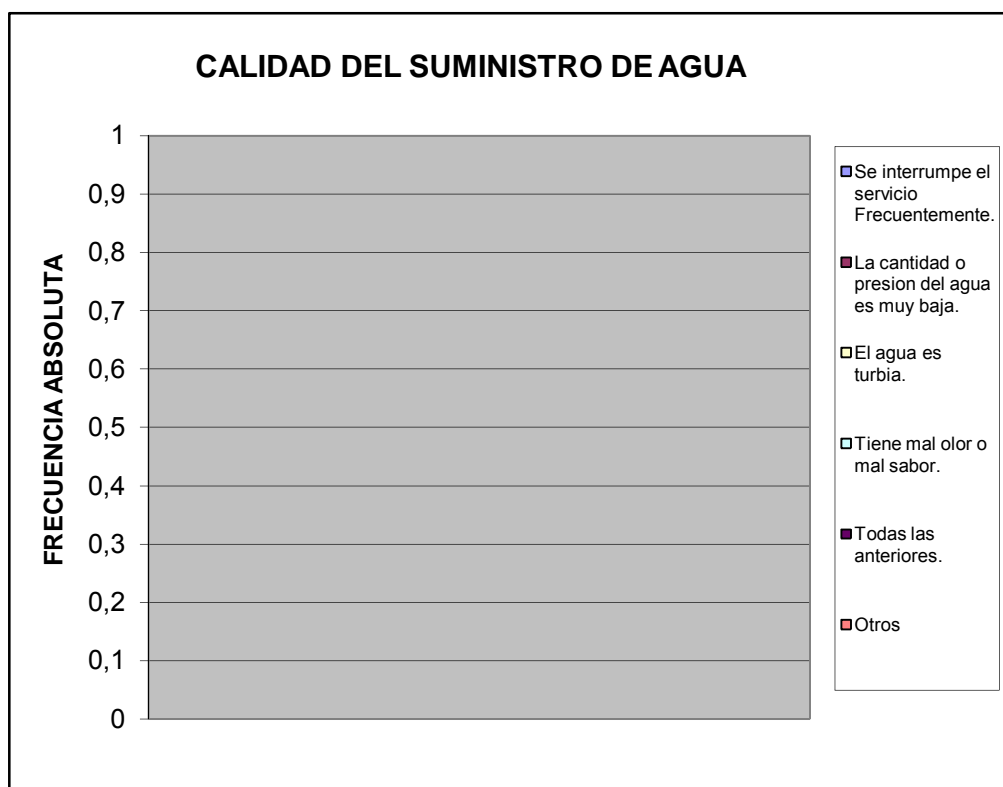 CALIDAD DEL SUMINISTRO DE AGUA
FRECUENCIA ABSOLUTA
1
0,9
0,8
0,7
0,6
0,5
0,4
0,3
0,2
0,1
0
Se interrumpe el
servicio
Frecuentemente.
La cantidad o
presion del agua
es muy baja.
El agua es
turbia.
Tiene mal olor o
mal sabor.
Todas las
anteriores.
Otros